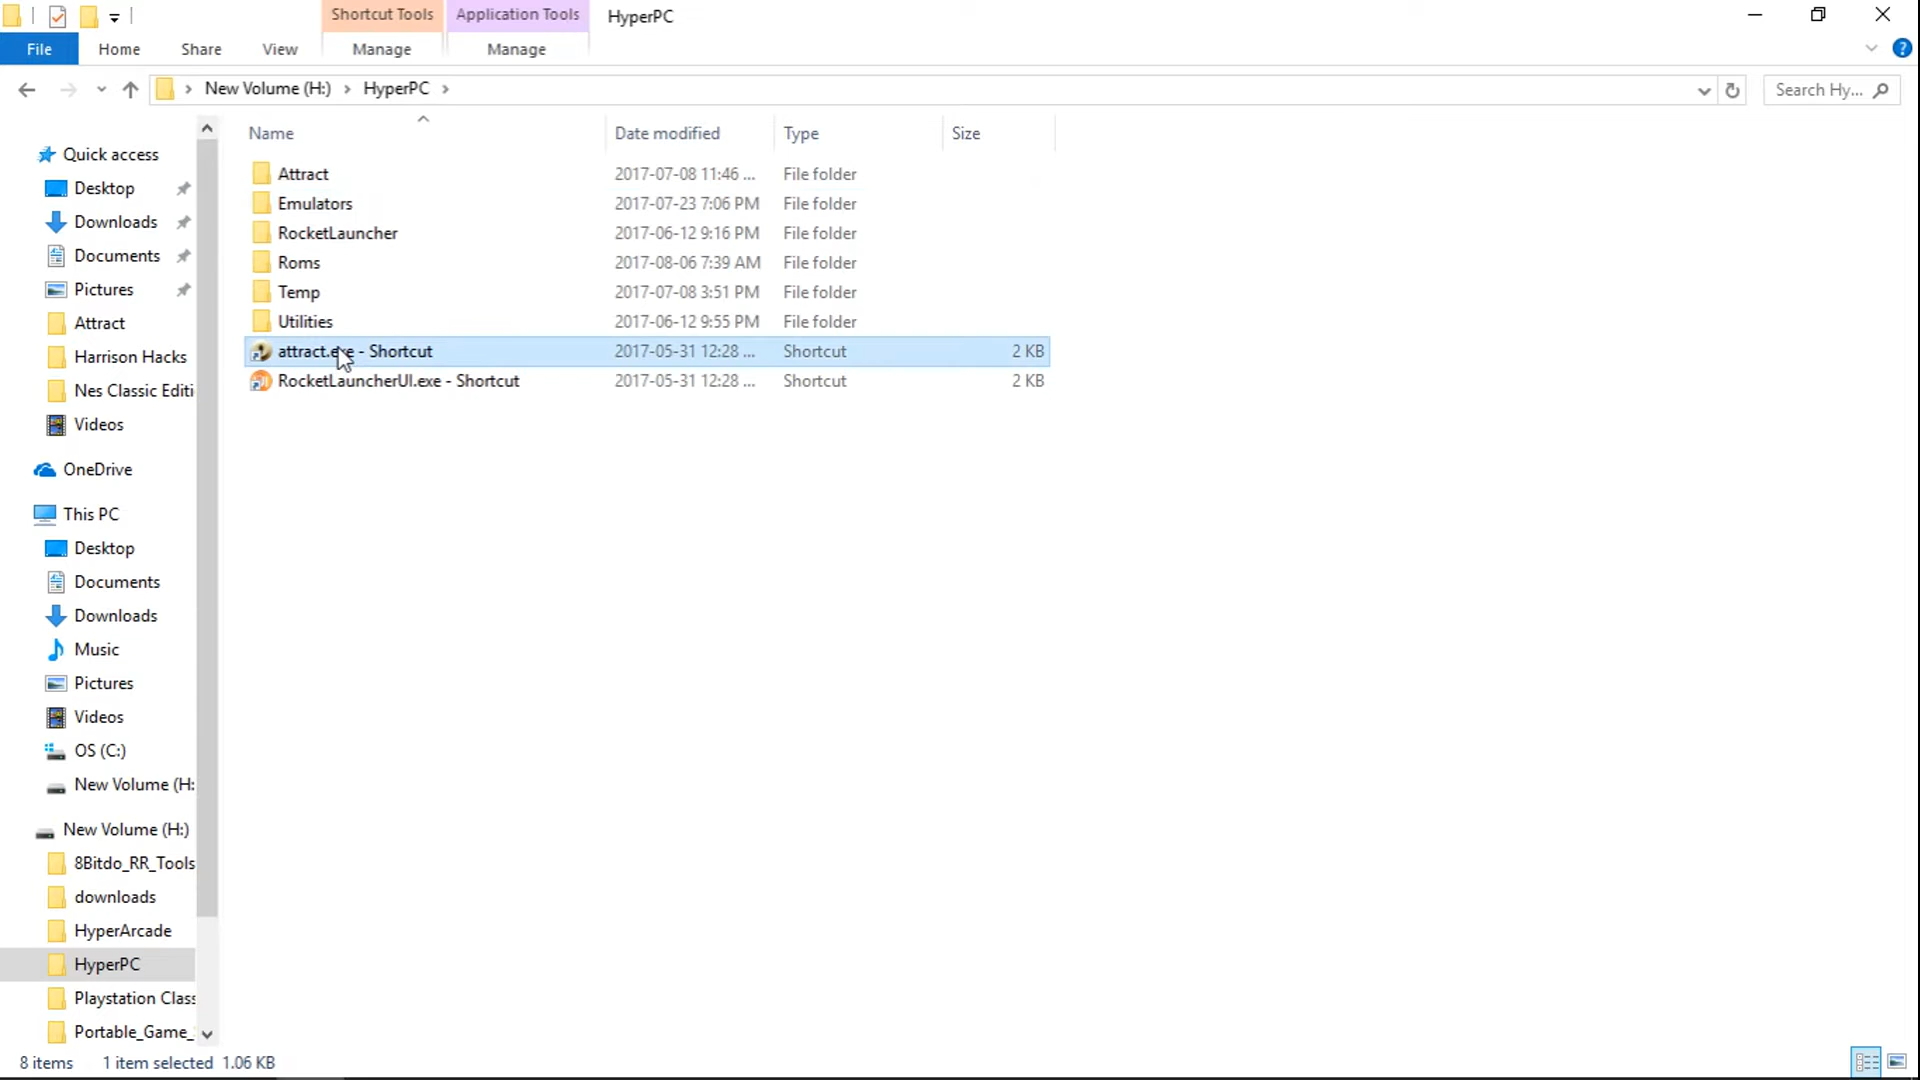 Shortcut Tools Application Tools HyperPC
File Home Share View Manage Manage
New Volume (H:) HyperPC Search Hy...
Name Date modified Type Size
Quick access
Desktop
Downloads
Documents
Pictures
Attract
Harrison Hacks
Nes Classic Editi
Videos
OneDrive
This PC
Desktop
Documents
Downloads
Music
Pictures
Videos
OS (C:)
New Volume (H:
New Volume (H:)
8Bitdo_RR_Tools
downloads
HyperArcade
HyperPC
Playstation Class
Portable_Game_
Attract 2017-07-08 11:46 ... File folder
Emulators 2017-07-23 7:06 PM File folder
RocketLauncher 2017-06-12 9:16 PM File folder
Roms 2017-08-06 7:39 AM File folder
Temp 2017-07-08 3:51 PM File folder
Utilities 2017-06-12 9:55 PM File folder
attract.exe - Shortcut 2017-05-31 12:28 ... Shortcut 2 KB
RocketLauncherUI.exe - Shortcut 2017-05-31 12:28 ... Shortcut 2 KB
8 items 1 item selected 1.06 KB